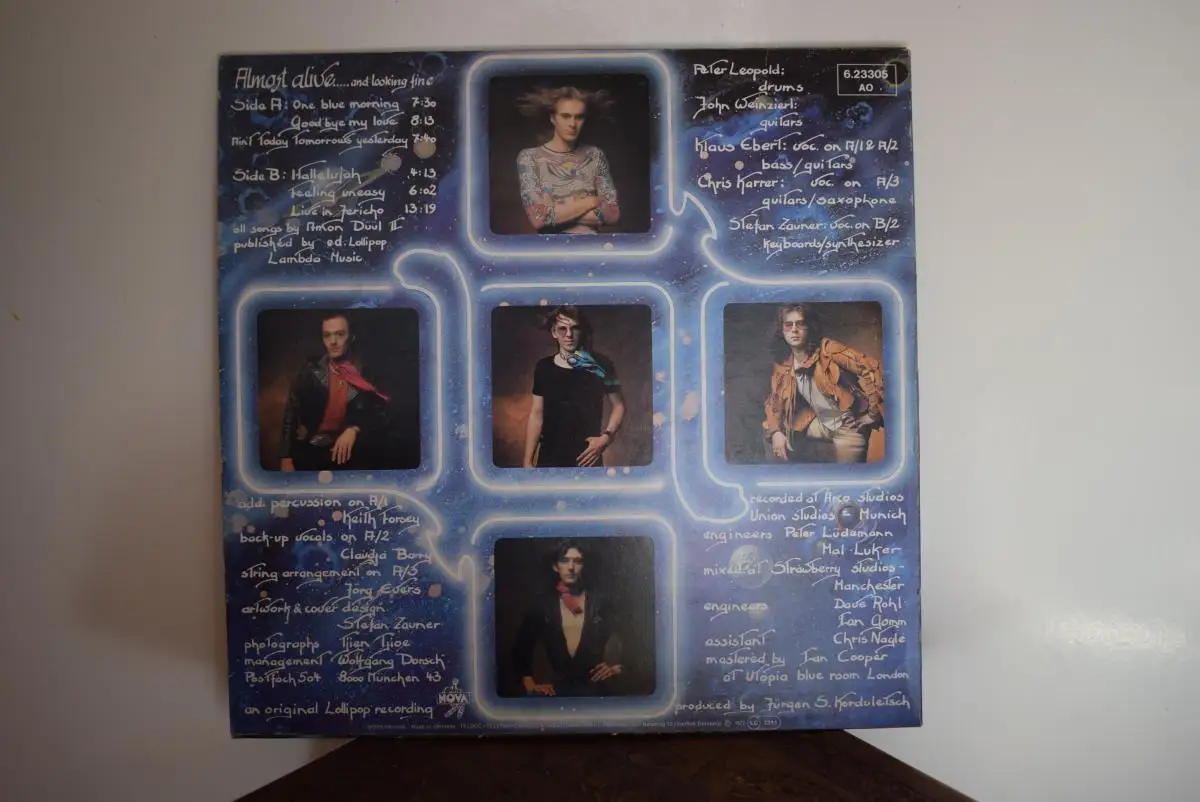 Almost alive.....and looking fine
Side A: One blue morning 7:30
Good bye my love 8:13
Ain't Today Tomorrows yesterday 7:40
Side B: Hallelujah 4:13
Feeling uneasy 6:02
Live in Jericho 13:19
all songs by Amon Düül II
published by ed. Lollipop
Lambda Music
Peter Leopold:
drums
John Weinzierl:
guitars
Klaus Ebert: voc. on A/1 & A/2
bass/guitars
Chris Karrer: voc. on A/3
guitars/saxophone
Stefan Zauner: voc. on B/2
keyboards/synthesizer
6.23305
AO
add. percussion on A/1
Keith Forsey
back-up vocals on A/2
Claudja Barry
string arrangement on A/3
Jörg Evers
artwork & cover design
Stefan Zauner
photographs Tjien Tjioe
management Wolfgang Dorsch
Postfach 504 8000 München 43
an original Lollipop recording
NOVA
recorded at Arco studios
Union studios Munich
engineers Peter Lüdemann
Mal Luker
mixed at Strawberry studios -
Manchester
engineers Dave Rohl
Ian Gomm
assistant Chris Nagle
mastered by Ian Cooper
at Utopia blue room London
produced by Jürgen S. Korduletsch